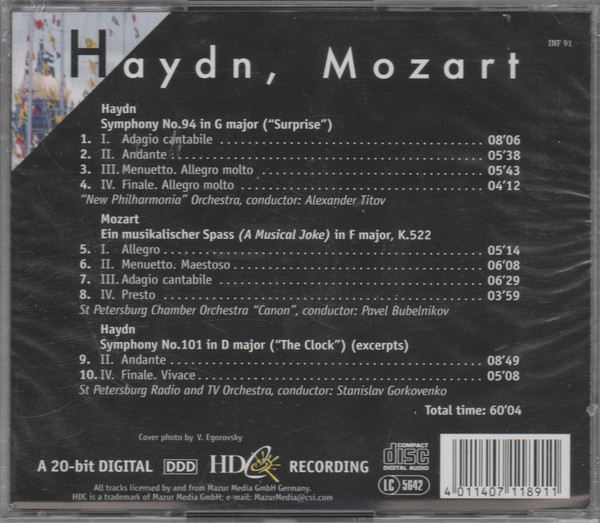 INF 91
Haydn, Mozart
Haydn
Symphony No.94 in G major ("Surprise")
1. I. Adagio cantabile 08'06
2. II. Andante 05'38
3. III. Menuetto. Allegro molto 05'43
4. IV. Finale. Allegro molto 04'12
"New Philharmonia" Orchestra, conductor: Alexander Titov
Mozart
Ein musikalischer Spass (A Musical Joke) in F major, K.522
5. I. Allegro 05'14
6. II. Menuetto. Maestoso 06'08
7. III. Adagio cantabile 06'29
8. IV. Presto 03'59
St Petersburg Chamber Orchestra "Canon", conductor: Pavel Bubelnikov
Haydn
Symphony No.101 in D major ("The Clock") (excerpts)
9. II. Andante 08'49
10. IV. Finale. Vivace 05'08
St Petersburg Radio and TV Orchestra, conductor: Stanislav Gorkovenko
Total time: 60'04
Cover photo by V. Egorovsky
A 20-bit DIGITAL DDD HDC RECORDING
COMPACT disc DIGITAL AUDIO
LC 5642
All tracks licensed by and from Mazur Media GmbH Germany.
HDC is a trademark of Mazur Media GmbH; e-mail: MazurMedia@csi.com
4 011407 118911